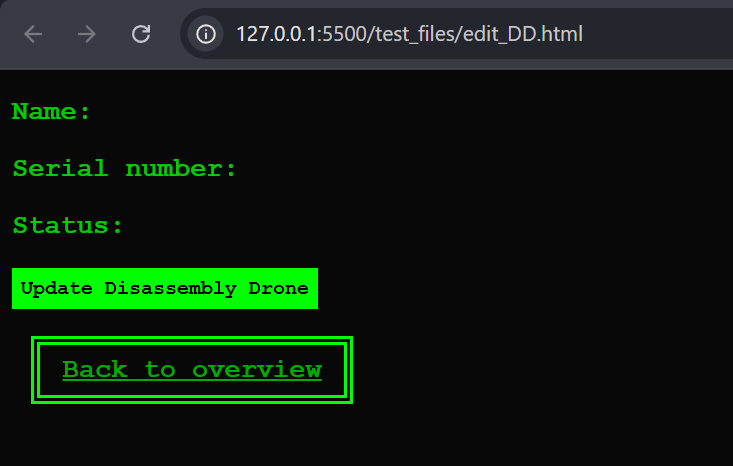 127.0.0.1:5500/test_files/edit_DD.html
Name:
Serial number:
Status:
Update Disassembly Drone
Back to overview